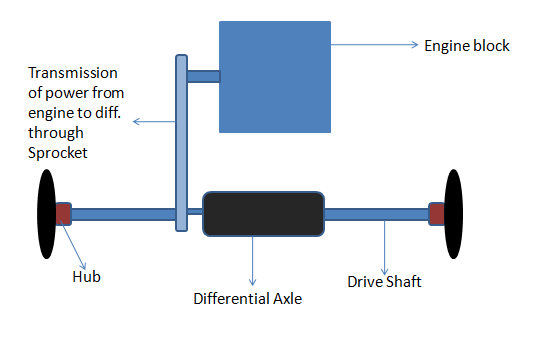 Engine block
Transmission
of power from
engine to diff.
through
Sprocket
Hub
Differential Axle
Drive Shaft